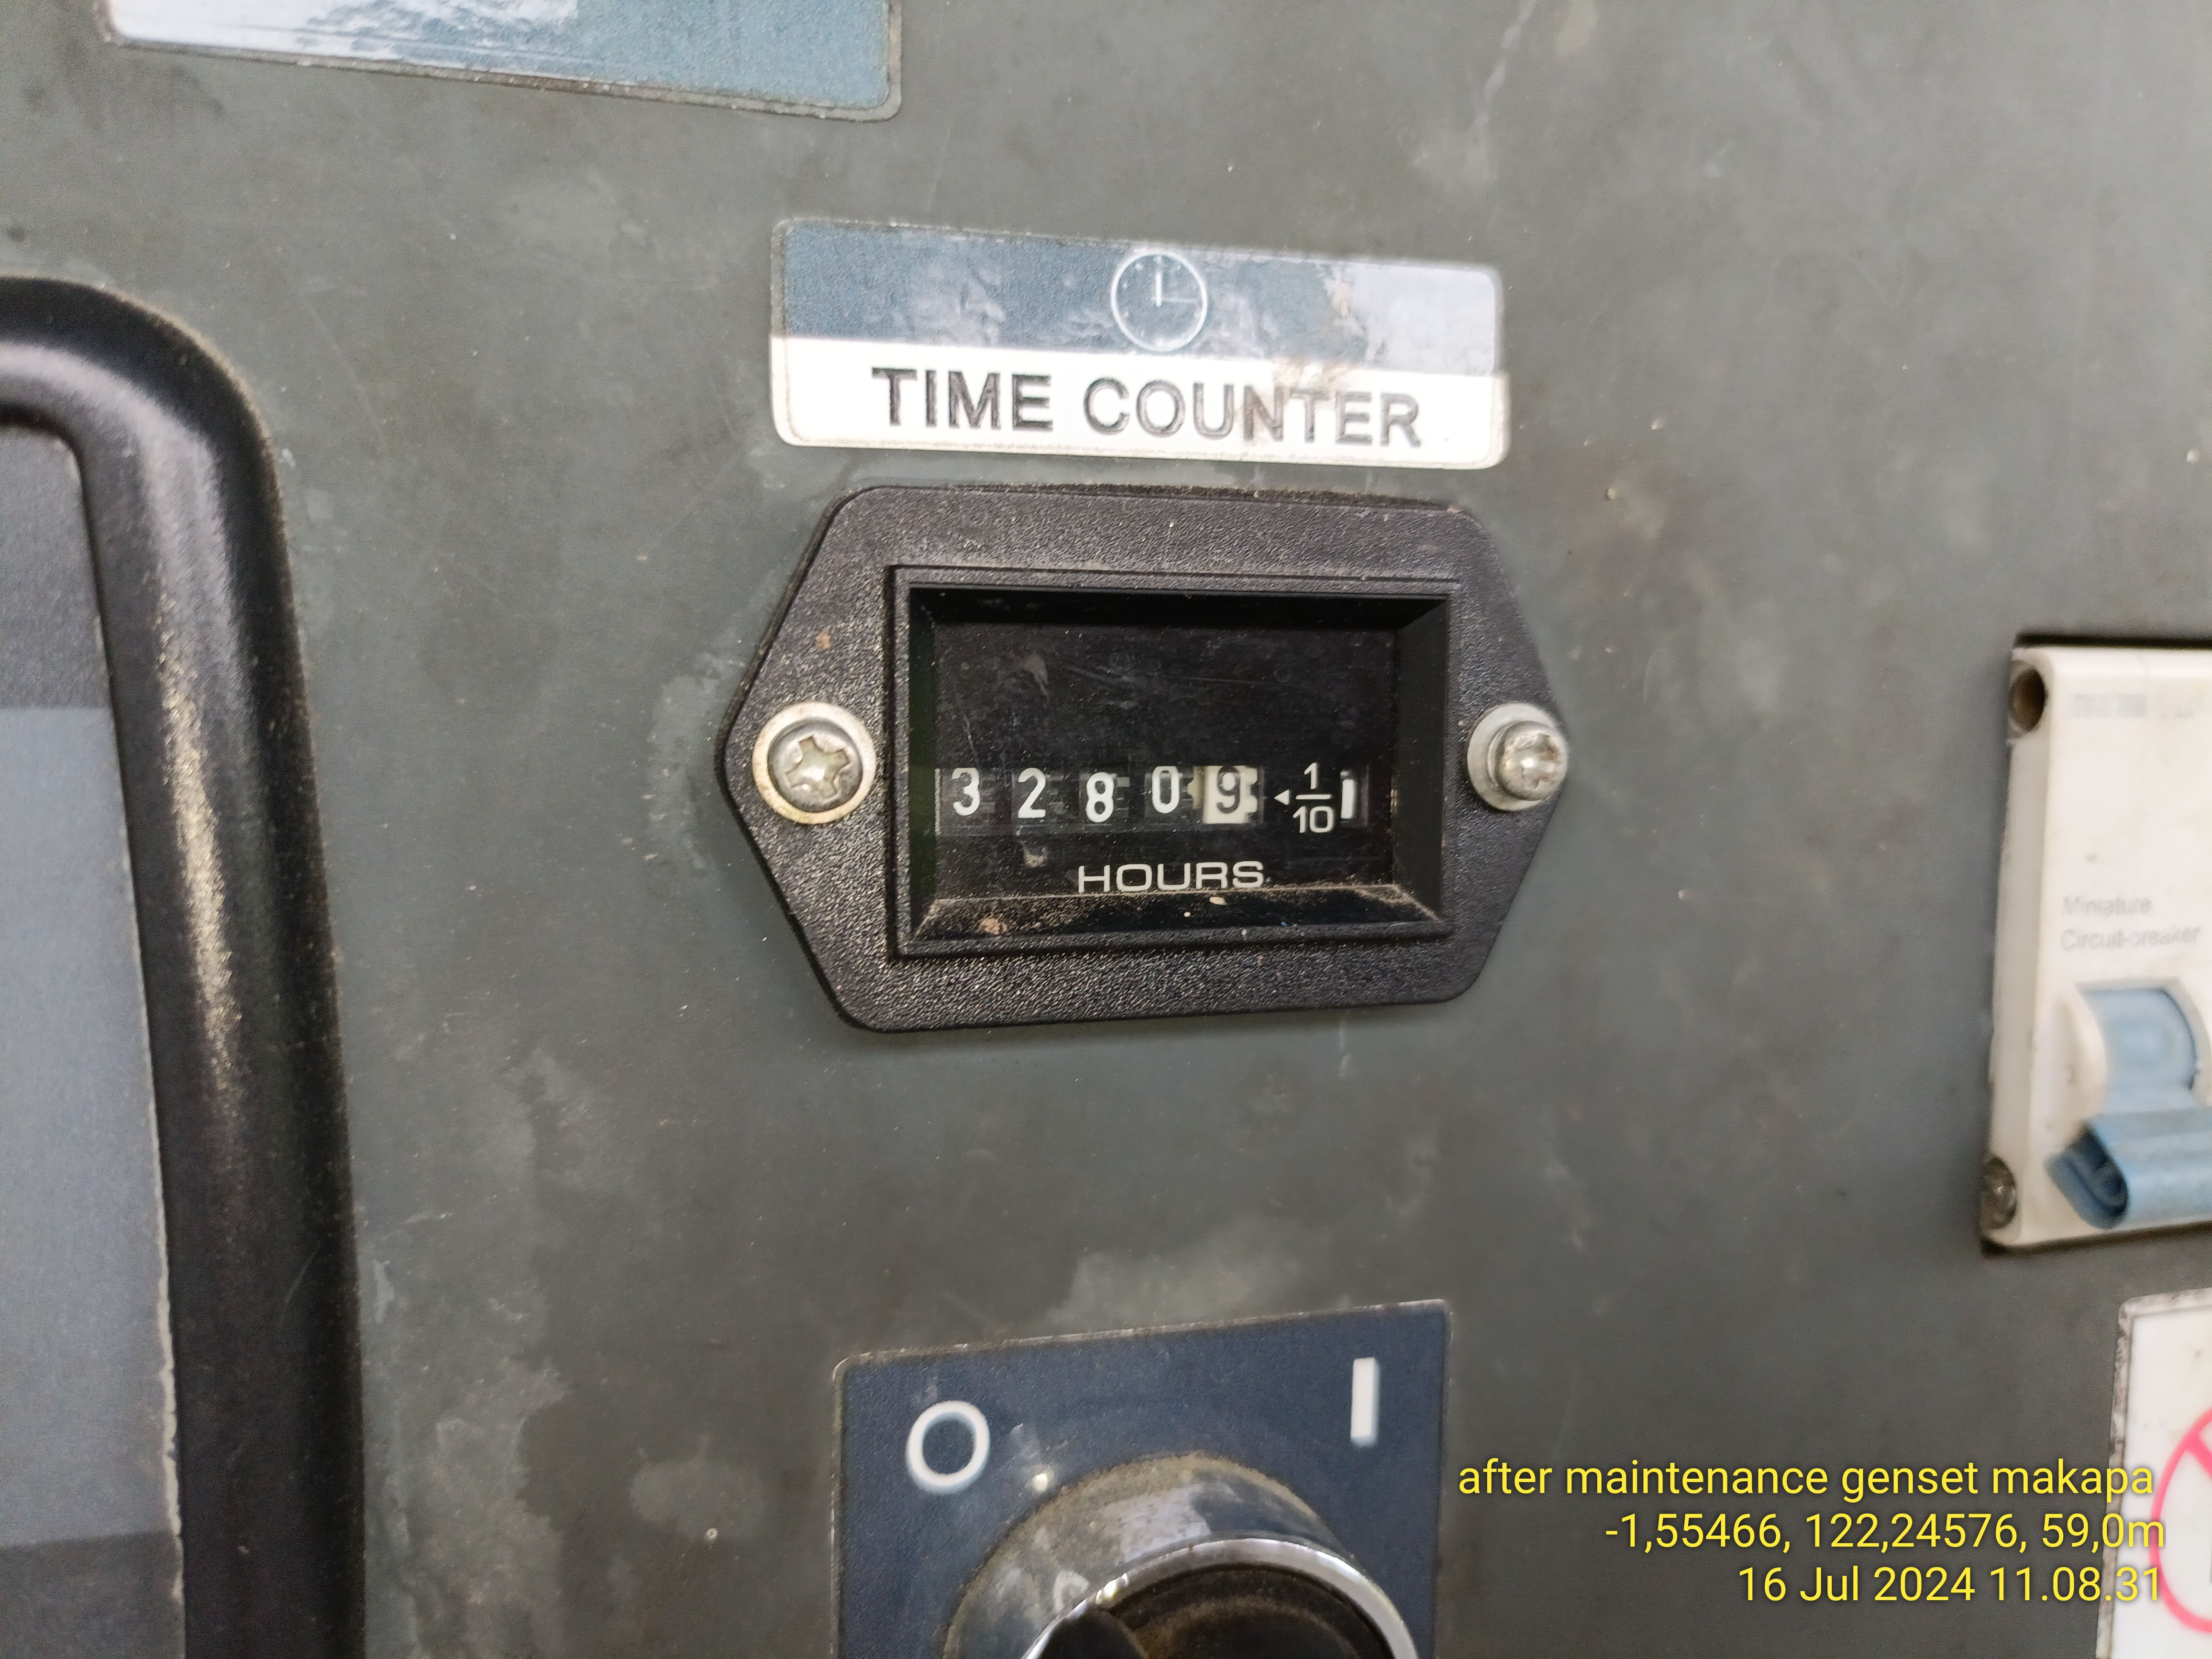 TIME COUNTER
3 2 8 0 9 ◄ 1/10
HOURS
Miniature
Circuit-breaker
O I
after maintenance genset makapa
-1,55466, 122,24576, 59,0m
16 Jul 2024 11.08.31